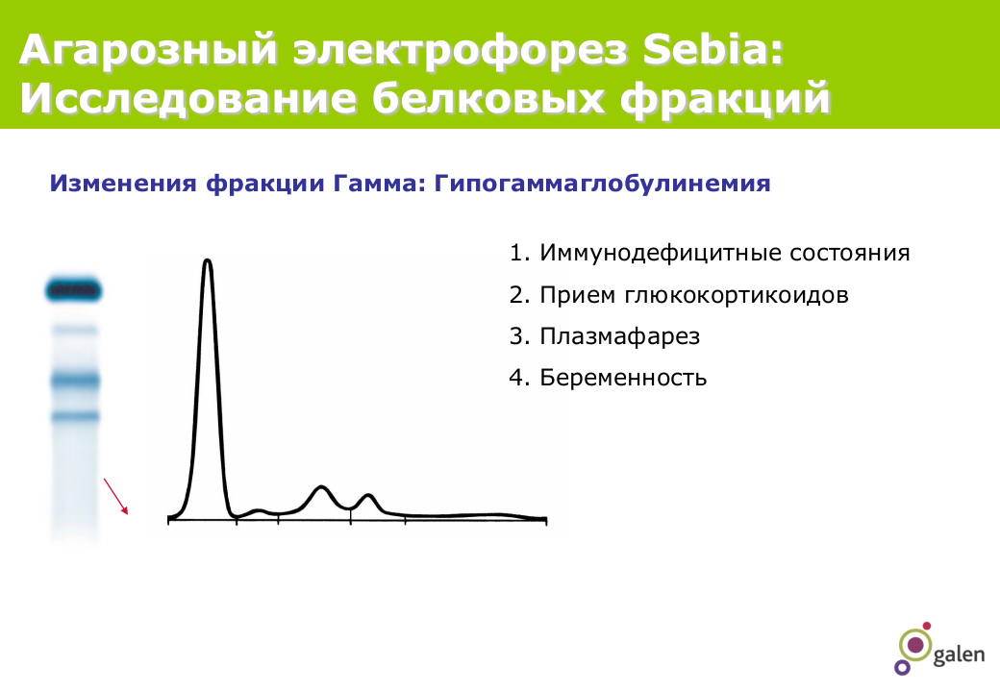 Агарозный электрофорез Sebia:
Исследование белковых фракций
Изменения фракции Гамма: Гипогаммаглобулинемия
1. Иммунодефицитные состояния
2. Прием глюкокортикоидов
3. Плазмафарез
4. Беременность
galen